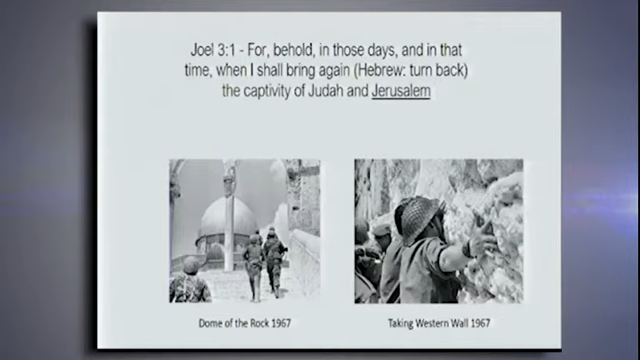 Joel 3:1 - For, behold, in those days, and in that
time, when I shall bring again (Hebrew: turn back)
the captivity of Judah and Jerusalem
Dome of the Rock 1967
Taking Western Wall 1967